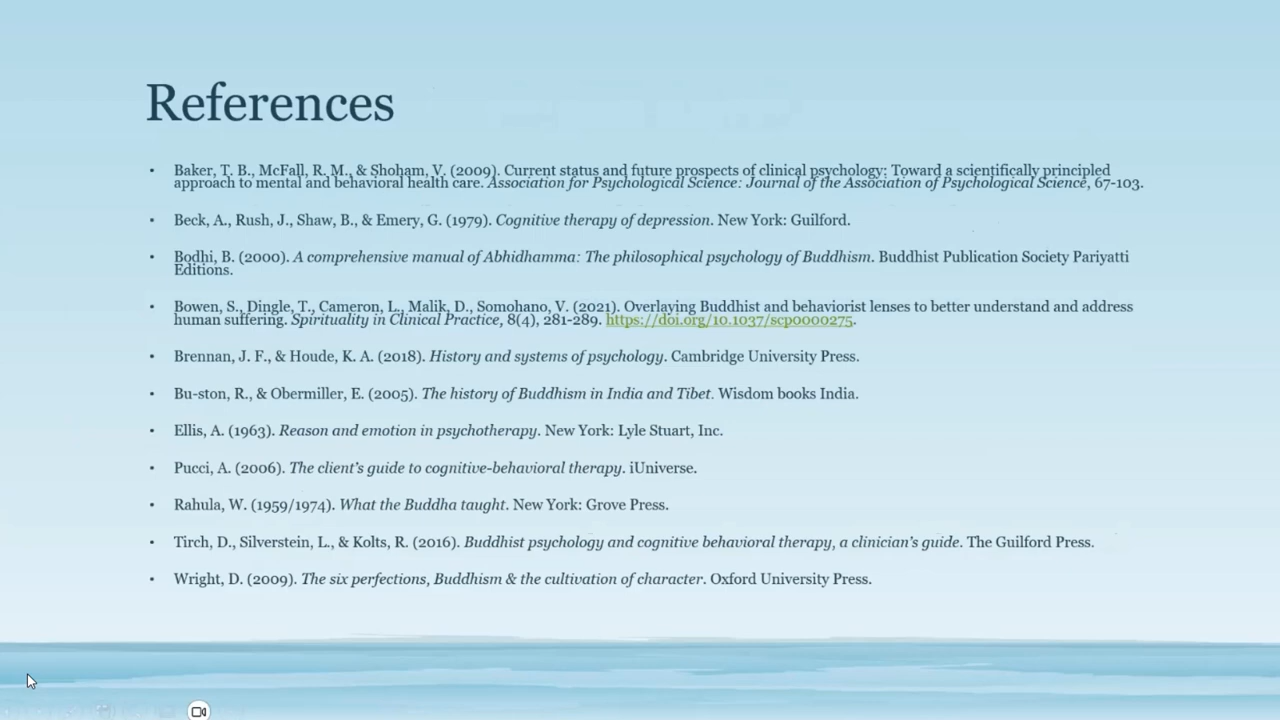 References
• Baker, T. B., McFall, R. M., & Shoham, V. (2009). Current status and future prospects of clinical psychology: Toward a scientifically principled
approach to mental and behavioral health care. Association for Psychological Science: Journal of the Association of Psychological Science, 67-103.
• Beck, A., Rush, J., Shaw, B., & Emery, G. (1979). Cognitive therapy of depression. New York: Guilford.
• Bodhi, B. (2000). A comprehensive manual of Abhidhamma: The philosophical psychology of Buddhism. Buddhist Publication Society Pariyatti
Editions.
• Bowen, S., Dingle, T., Cameron, L., Malik, D., Somohano, V. (2021). Overlaying Buddhist and behaviorist lenses to better understand and address
human suffering. Spirituality in Clinical Practice, 8(4), 281-289. https://doi.org/10.1037/scp0000275.
• Brennan, J. F., & Houde, K. A. (2018). History and systems of psychology. Cambridge University Press.
• Bu-ston, R., & Obermiller, E. (2005). The history of Buddhism in India and Tibet. Wisdom books India.
• Ellis, A. (1963). Reason and emotion in psychotherapy. New York: Lyle Stuart, Inc.
• Pucci, A. (2006). The client's guide to cognitive-behavioral therapy. iUniverse.
• Rahula, W. (1959/1974). What the Buddha taught. New York: Grove Press.
• Tirch, D., Silverstein, L., & Kolts, R. (2016). Buddhist psychology and cognitive behavioral therapy, a clinician's guide. The Guilford Press.
• Wright, D. (2009). The six perfections, Buddhism & the cultivation of character. Oxford University Press.